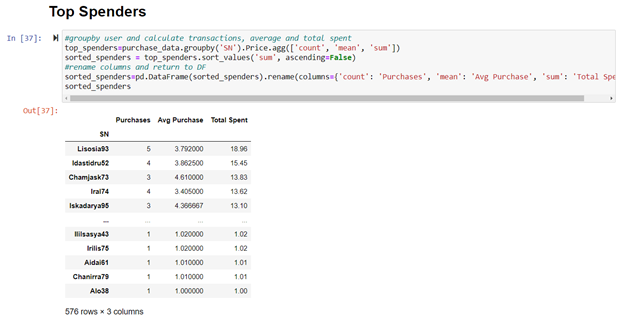 Top Spenders
In [37]:
#groupby user and calculate transactions, average and total spent
top_spenders=purchase_data.groupby('SN').Price.agg(['count', 'mean', 'sum'])
sorted_spenders = top_spenders.sort_values('sum', ascending=False)
#rename columns and return to DF
sorted_spenders=pd.DataFrame(sorted_spenders).rename(columns={'count': 'Purchases', 'mean': 'Avg Purchase', 'sum': 'Total Spe
sorted_spenders
Out[37]:
Purchases Avg Purchase Total Spent
SN
Lisosia93 5 3.792000 18.96
Idastidru52 4 3.862500 15.45
Chamjask73 3 4.610000 13.83
Iral74 4 3.405000 13.62
Iskadarya95 3 4.366667 13.10
... ... ... ...
Ililsasya43 1 1.020000 1.02
Irilis75 1 1.020000 1.02
Aidai61 1 1.010000 1.01
Chanirra79 1 1.010000 1.01
Alo38 1 1.000000 1.00
576 rows × 3 columns